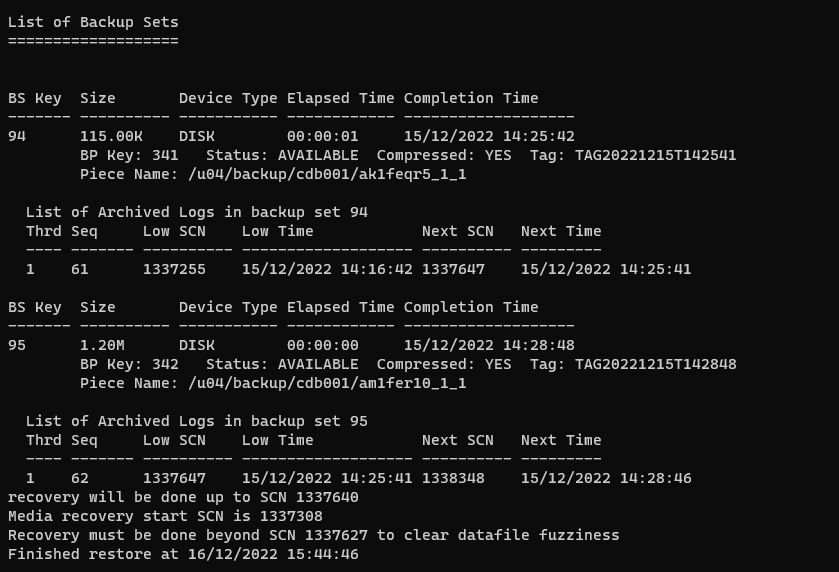 List of Backup Sets
===================
BS Key  Size       Device Type Elapsed Time Completion Time
------- ---------- ----------- ------------ -------------------
94      115.00K    DISK        00:00:01     15/12/2022 14:25:42
        BP Key: 341   Status: AVAILABLE  Compressed: YES  Tag: TAG20221215T142541
        Piece Name: /u04/backup/cdb001/ak1feqr5_1_1
  List of Archived Logs in backup set 94
  Thrd Seq     Low SCN    Low Time            Next SCN   Next Time
  ---- ------- ---------- ------------------- ---------- ---------
  1    61      1337255    15/12/2022 14:16:42 1337647    15/12/2022 14:25:41
BS Key  Size       Device Type Elapsed Time Completion Time
------- ---------- ----------- ------------ -------------------
95      1.20M      DISK        00:00:00     15/12/2022 14:28:48
        BP Key: 342   Status: AVAILABLE  Compressed: YES  Tag: TAG20221215T142848
        Piece Name: /u04/backup/cdb001/am1fer10_1_1
  List of Archived Logs in backup set 95
  Thrd Seq     Low SCN    Low Time            Next SCN   Next Time
  ---- ------- ---------- ------------------- ---------- ---------
  1    62      1337647    15/12/2022 14:25:41 1338348    15/12/2022 14:28:46
recovery will be done up to SCN 1337640
Media recovery start SCN is 1337308
Recovery must be done beyond SCN 1337627 to clear datafile fuzziness
Finished restore at 16/12/2022 15:44:46